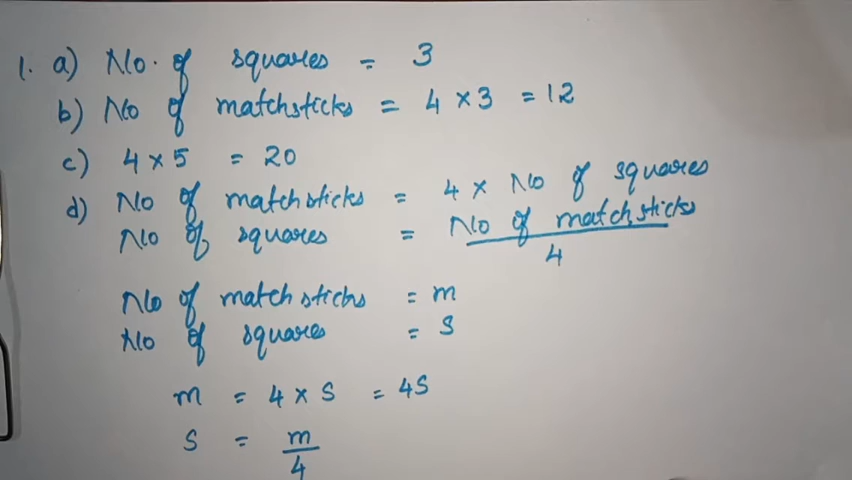 1. a) No. of squares = 3
b) No of matchsticks = 4 × 3 = 12
c) 4 × 5 = 20
d) No of matchsticks = 4 × No of squares
No of squares = No of matchsticks / 4
No of matchsticks = m
No of squares = S
m = 4 × S = 4S
S = m / 4